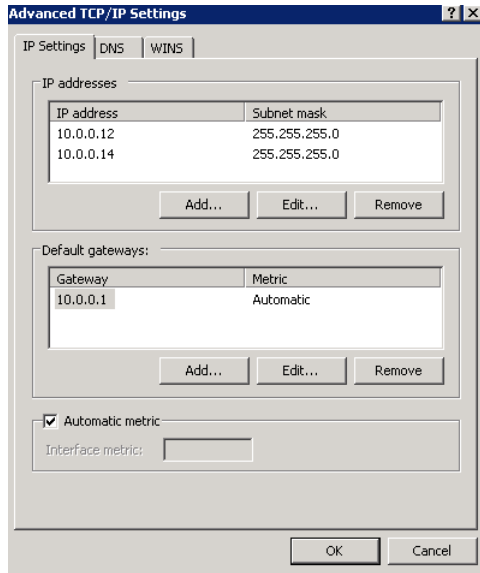 Advanced TCP/IP Settings
IP Settings DNS WINS
IP addresses
IP address Subnet mask
10.0.0.12 255.255.255.0
10.0.0.14 255.255.255.0
Add... Edit... Remove
Default gateways:
Gateway Metric
10.0.0.1 Automatic
Add... Edit... Remove
Automatic metric
Interface metric:
OK Cancel